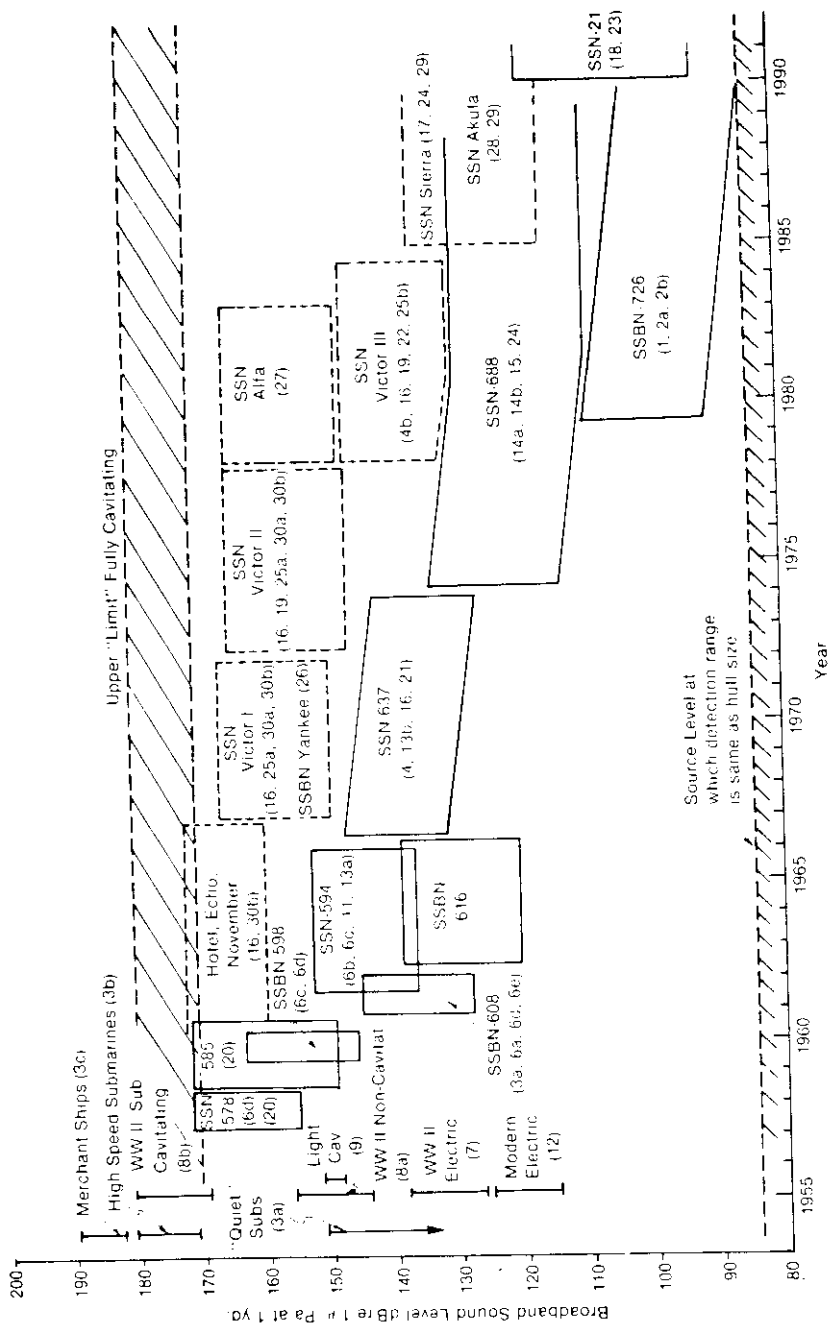 Broadband Sound Level dBre 1 μ Pa at 1 yd.
200
190
180
170
160
150
140
130
120
110
100
90
80
1955
1960
1965
1970
1975
1980
1985
1990
Year
Merchant Ships (3c)
High Speed Submarines (3b)
WW II Sub
Cavitating
(8b)
"Quiet
Subs
(3a)
Light
Cav
(9)
WW II Non-Cavitat
(8a)
WW II
Electric
(7)
Modern
Electric
(12)
SSN
578
(6d)
(20)
585
(20)
Hotel, Echo,
November
(16, 30b)
SSBN 598
(6c, 6d)
SSN-594
(6b, 6c, 11, 13a)
SSBN
616
SSBN-608
(3a, 6a, 6d, 6e)
Upper "Limit" Fully Cavitating
SSN
Victor I
(16, 25a, 30a, 30b)
SSBN Yankee (26)
SSN 637
(4, 13b, 16, 21)
SSN
Victor II
(16, 19, 25a, 30a, 30b)
SSN
Alfa
(27)
SSN
Victor III
(4b, 16, 19, 22, 25b)
SSN-688
(14a, 14b, 15, 24)
SSN Sierra (17, 24, 29)
SSN Akula
(28, 29)
SSBN-726
(1, 2a, 2b)
SSN-21
(18, 23)
Source Level at
which detection range
is same as hull size